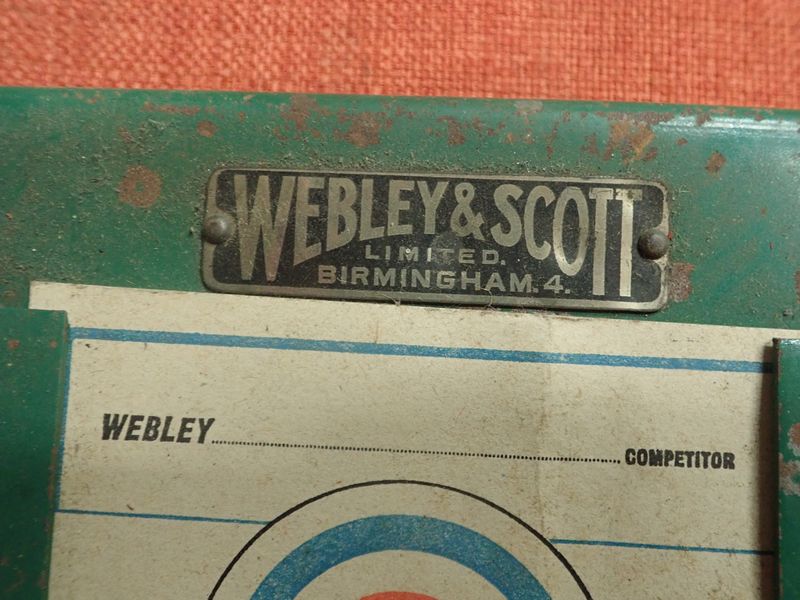 WEBLEY & SCOTT
LIMITED.
BIRMINGHAM.4.
WEBLEY............................................................ COMPETITOR